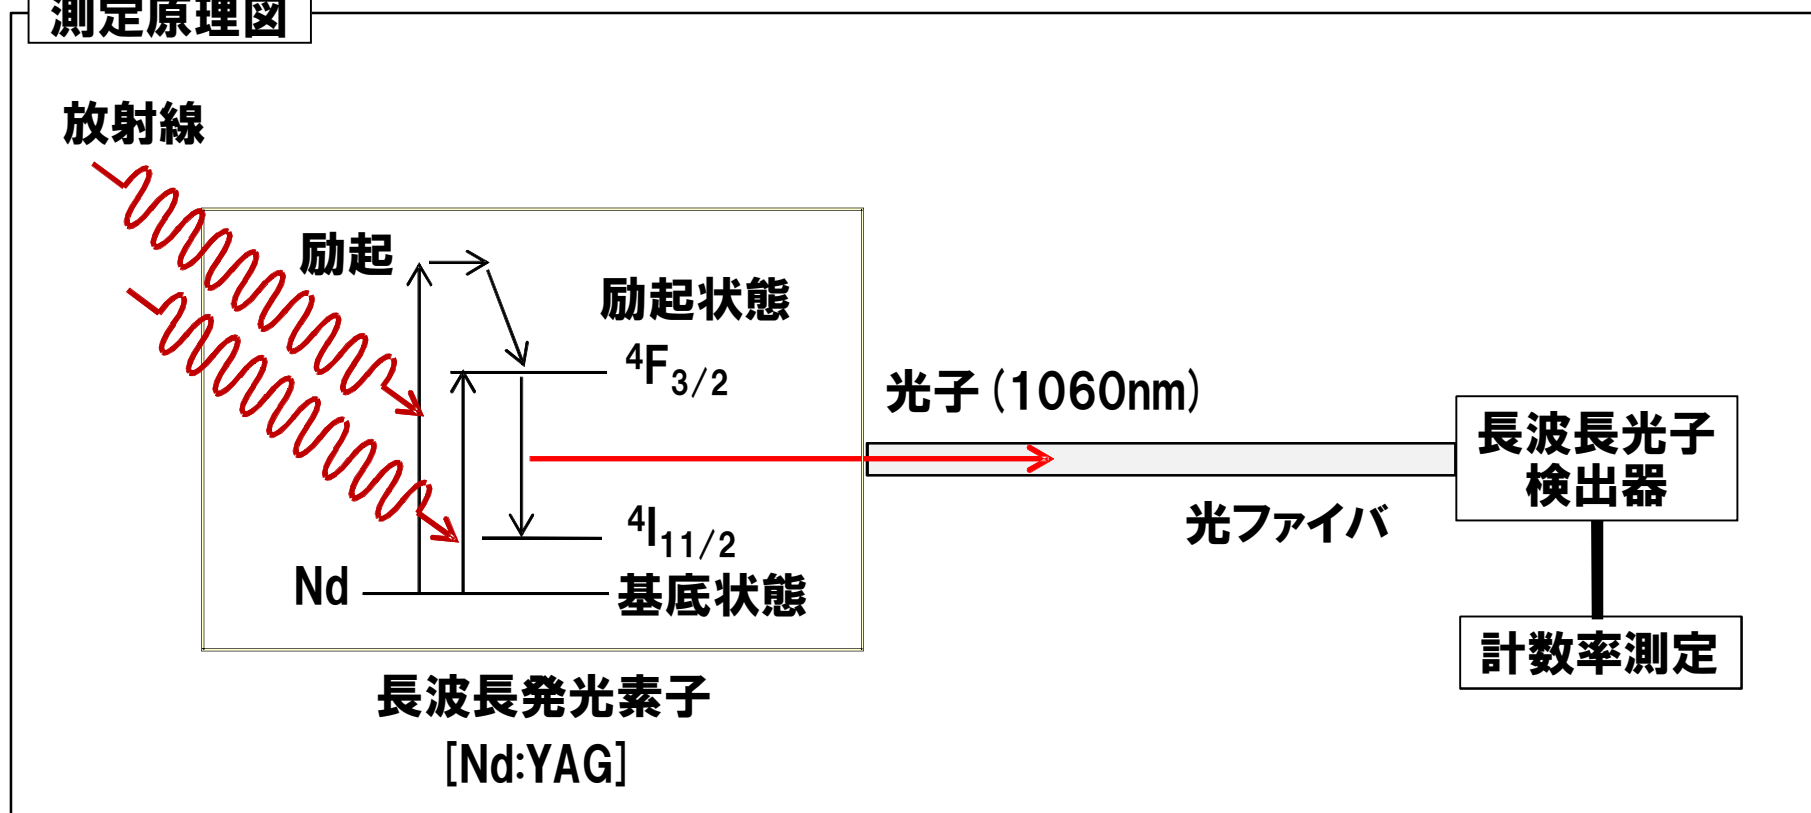 測定原理図
放射線
励起
励起状態
⁴F₃/₂
光子(1060nm)
長波長光子
検出器
光ファイバ
⁴I₁₁/₂
Nd
基底状態
計数率測定
長波長発光素子
[Nd:YAG]